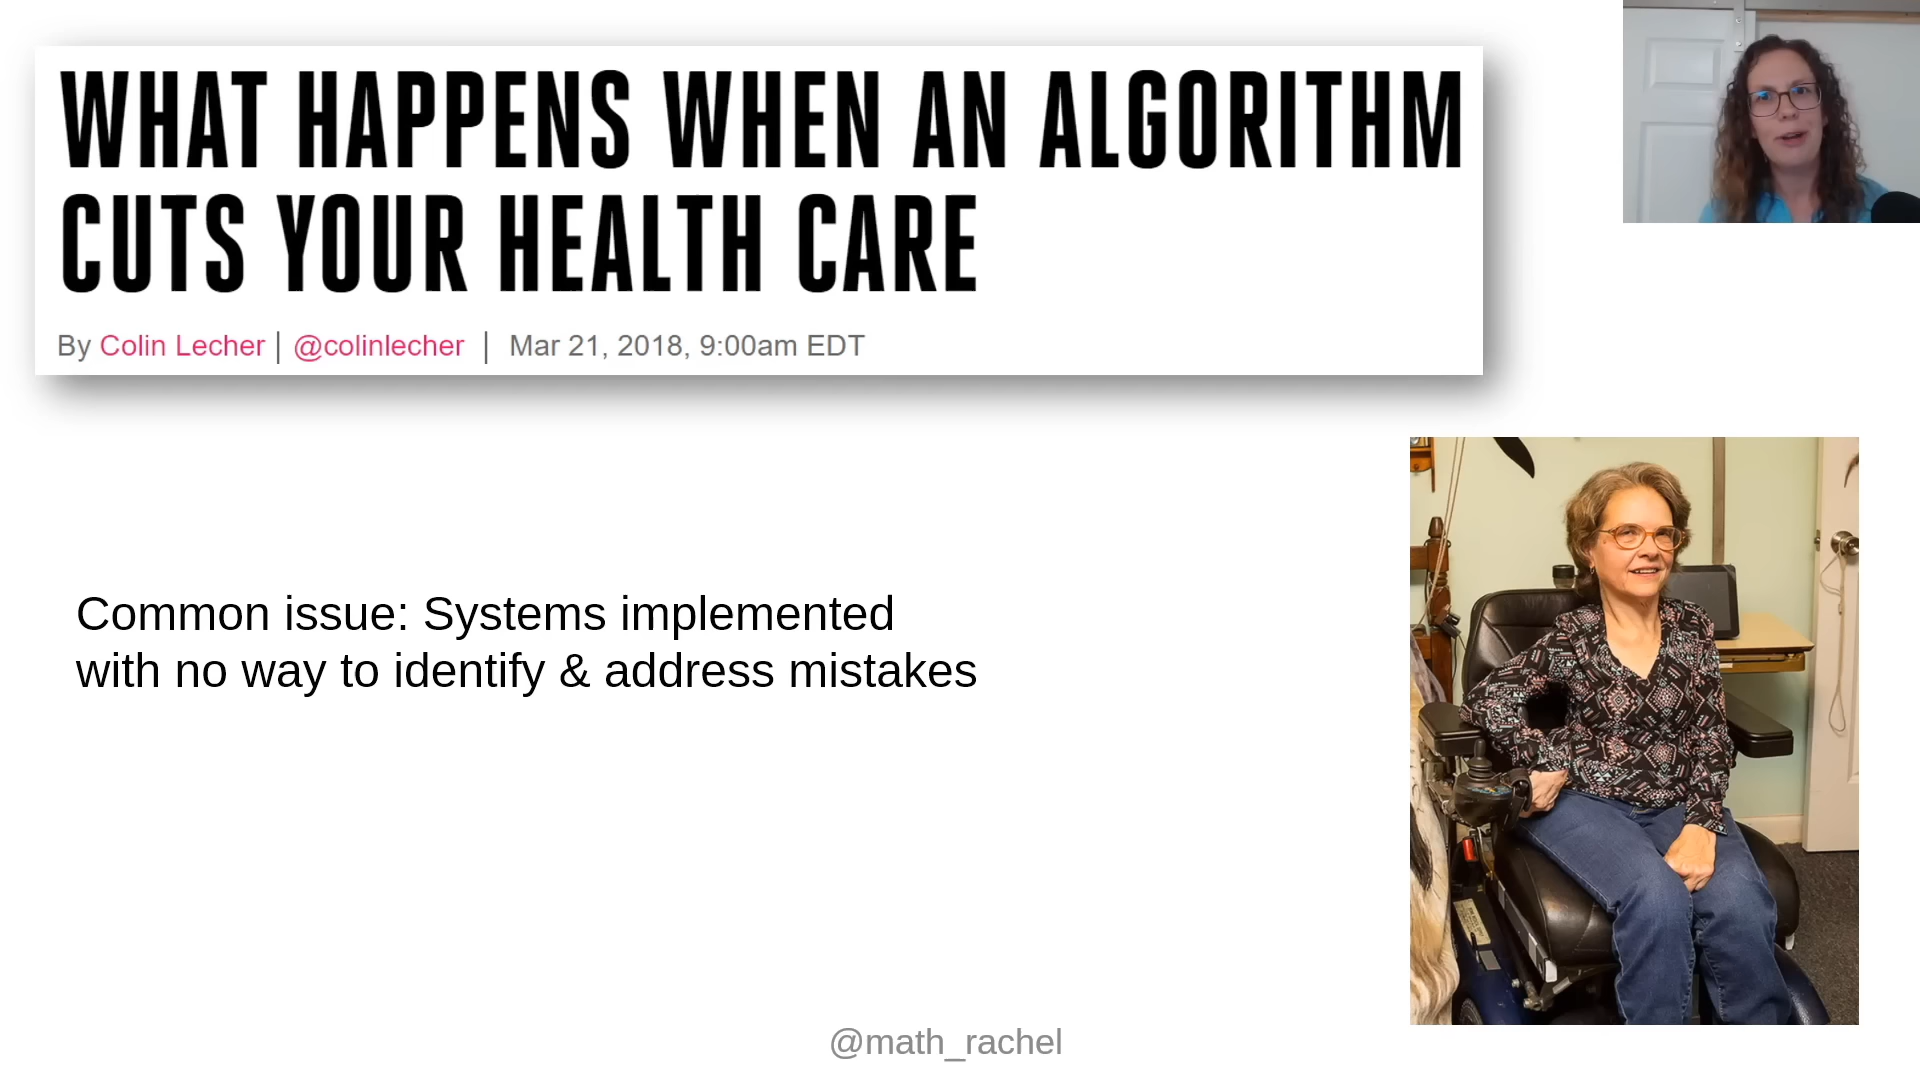 WHAT HAPPENS WHEN AN ALGORITHM
CUTS YOUR HEALTH CARE
By Colin Lecher | @colinlecher | Mar 21, 2018, 9:00am EDT
Common issue: Systems implemented
with no way to identify & address mistakes
@math_rachel